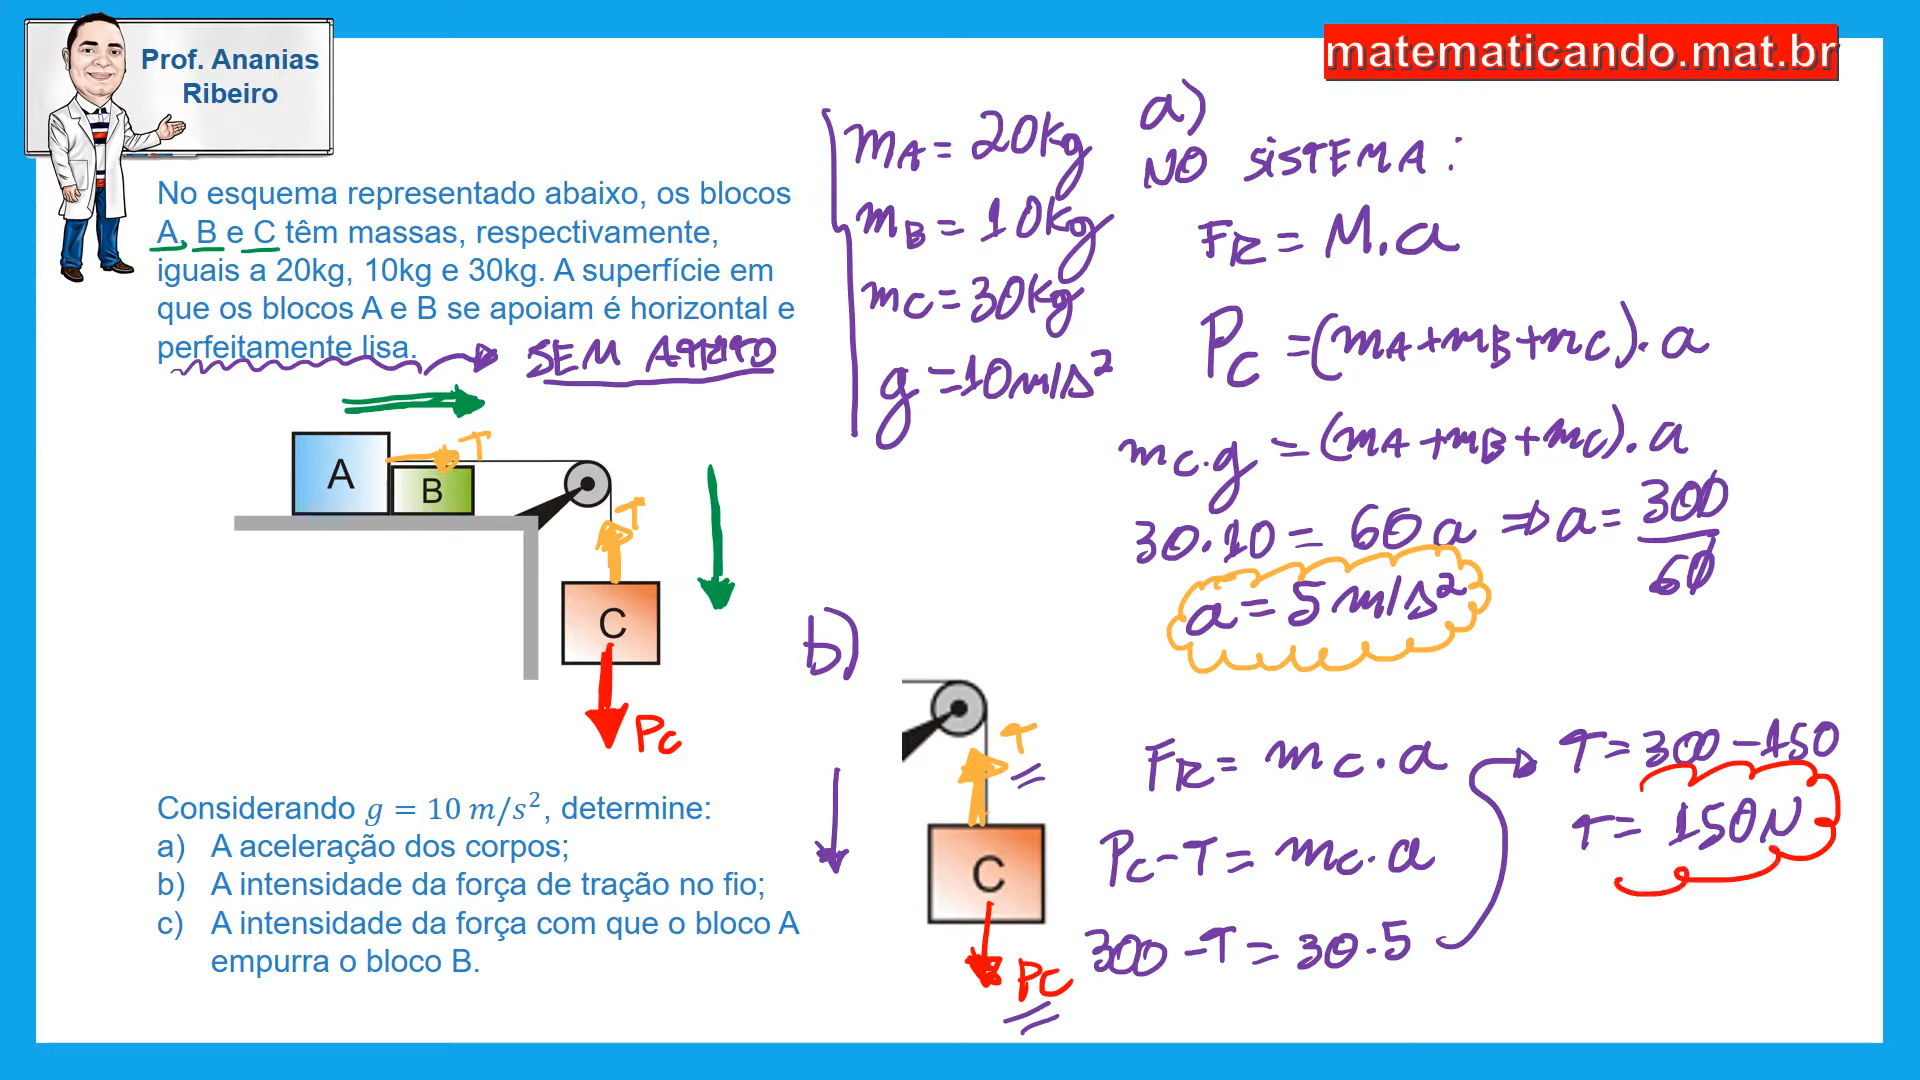 Prof. Ananias
Ribeiro
matematicando.mat.br
No esquema representado abaixo, os blocos
A, B e C têm massas, respectivamente,
iguais a 20kg, 10kg e 30kg. A superfície em
que os blocos A e B se apoiam é horizontal e
perfeitamente lisa.
SEM ATRITO
A
B
T
T
C
Pc
Considerando g = 10 m/s², determine:
a) A aceleração dos corpos;
b) A intensidade da força de tração no fio;
c) A intensidade da força com que o bloco A
empurra o bloco B.
mA = 20kg
mB = 10kg
mC = 30kg
g = 10m/s²
a)
NO SISTEMA:
FR = M.a
PC = (mA+mB+mC).a
mC.g = (mA+mB+mC).a
30.10 = 60a ⇒ a = 300/60
a = 5m/s²
b)
T
C
PC
FR = mC.a
PC-T = mC.a
300-T = 30.5
T = 300-150
T = 150N